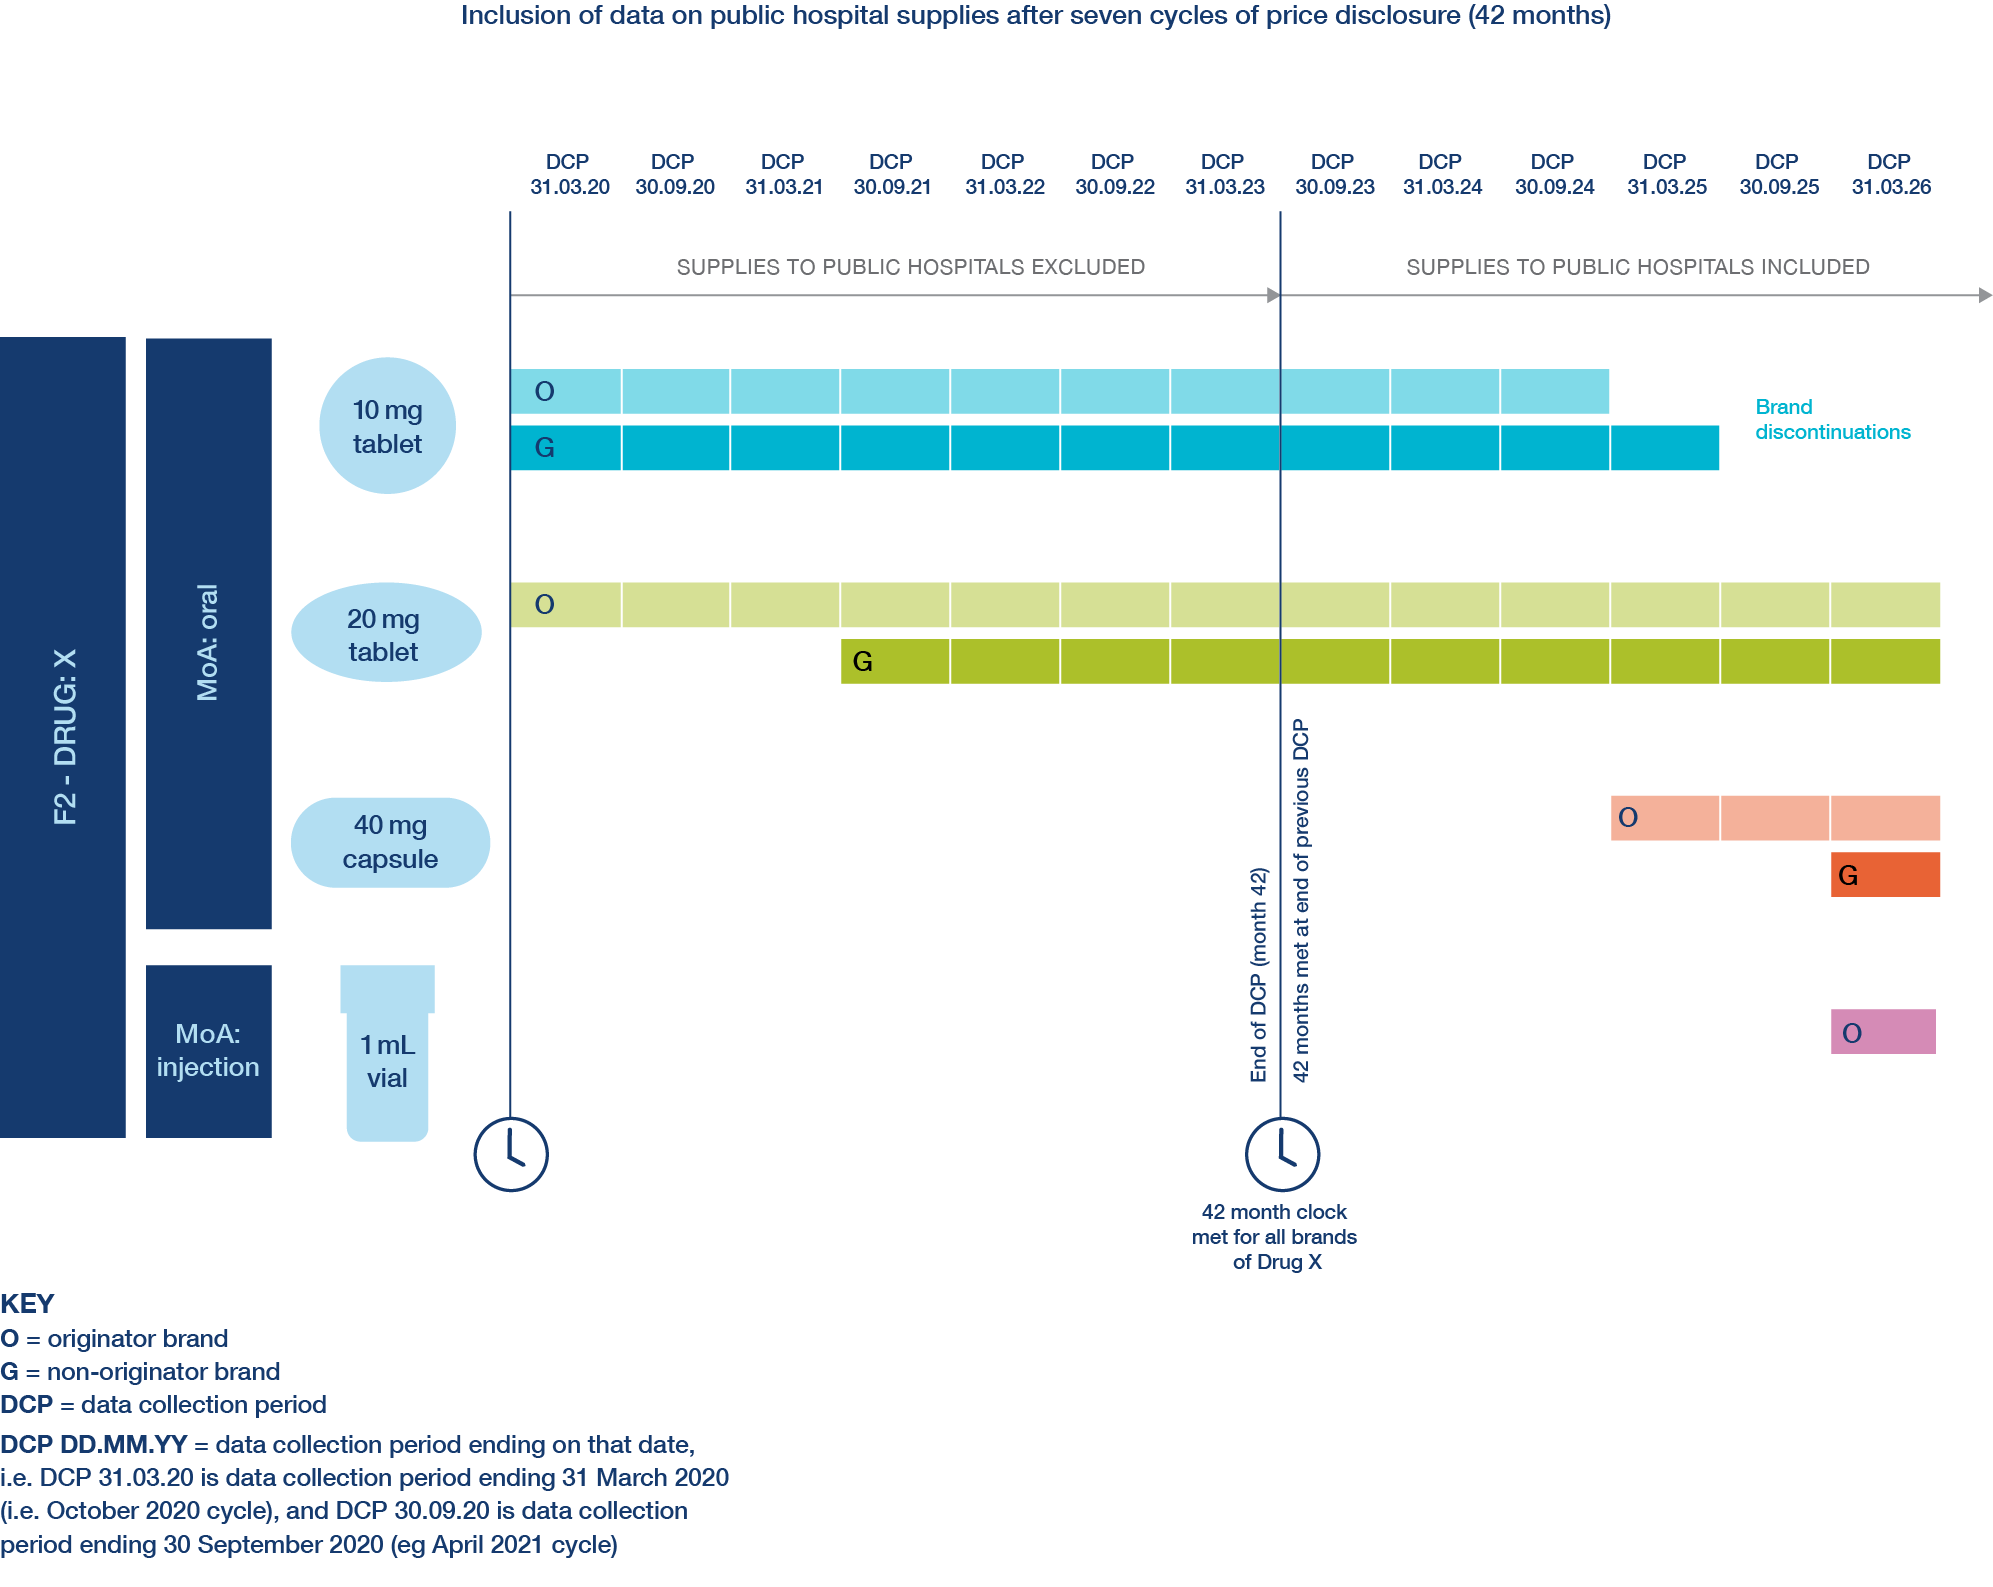 Inclusion of data on public hospital supplies after seven cycles of price disclosure (42 months)
DCP 31.03.20
DCP 30.09.20
DCP 31.03.21
DCP 30.09.21
DCP 31.03.22
DCP 30.09.22
DCP 31.03.23
DCP 30.09.23
DCP 31.03.24
DCP 30.09.24
DCP 31.03.25
DCP 30.09.25
DCP 31.03.26
SUPPLIES TO PUBLIC HOSPITALS EXCLUDED
SUPPLIES TO PUBLIC HOSPITALS INCLUDED
F2 - DRUG: X
MoA: oral
10 mg
tablet
O
G
Brand
discontinuations
20 mg
tablet
O
G
40 mg
capsule
O
G
End of DCP (month 42)
42 months met at end of previous DCP
MoA:
injection
1 mL
vial
O
42 month clock
met for all brands
of Drug X
KEY
O = originator brand
G = non-originator brand
DCP = data collection period
DCP DD.MM.YY = data collection period ending on that date,
i.e. DCP 31.03.20 is data collection period ending 31 March 2020
(i.e. October 2020 cycle), and DCP 30.09.20 is data collection
period ending 30 September 2020 (eg April 2021 cycle)